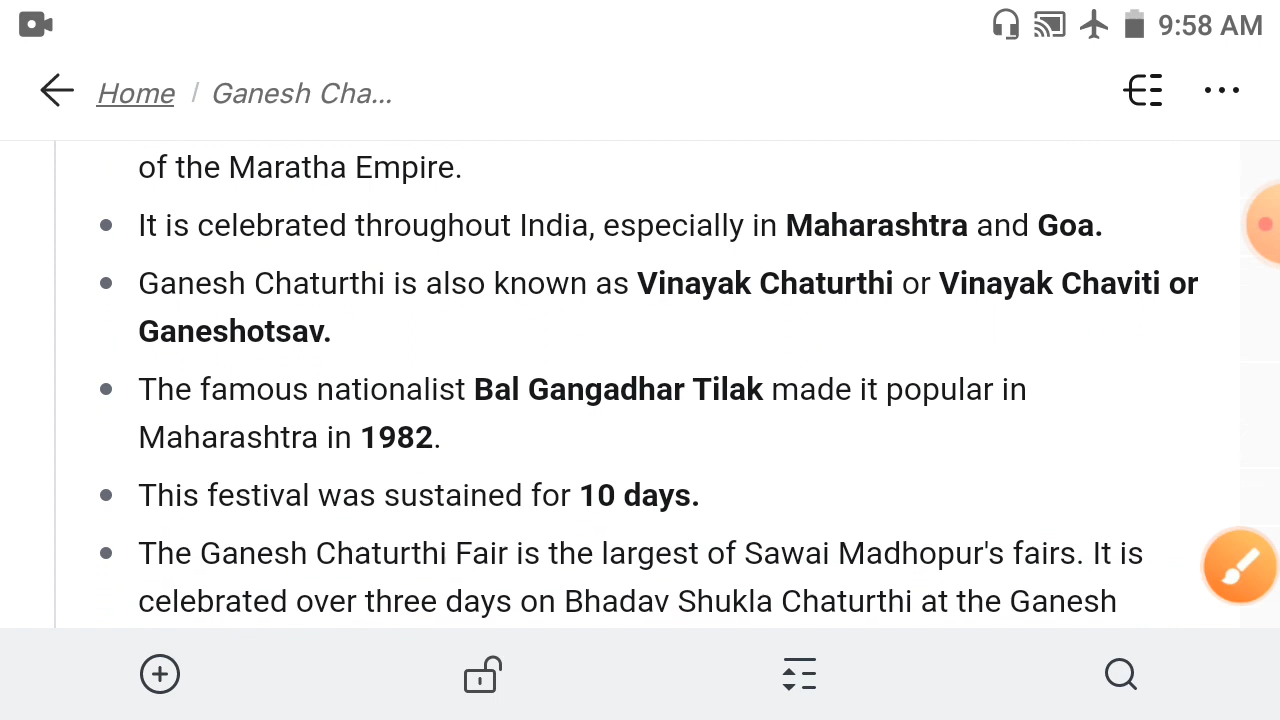 9:58 AM
Home / Ganesh Cha...
of the Maratha Empire.
• It is celebrated throughout India, especially in Maharashtra and Goa.
• Ganesh Chaturthi is also known as Vinayak Chaturthi or Vinayak Chaviti or
Ganeshotsav.
• The famous nationalist Bal Gangadhar Tilak made it popular in
Maharashtra in 1982.
• This festival was sustained for 10 days.
• The Ganesh Chaturthi Fair is the largest of Sawai Madhopur's fairs. It is
celebrated over three days on Bhadav Shukla Chaturthi at the Ganesh